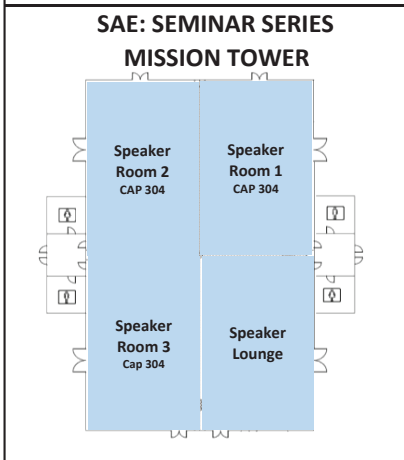 SAE: SEMINAR SERIES
MISSION TOWER
Speaker
Room 2
CAP 304
Speaker
Room 1
CAP 304
Speaker
Room 3
Cap 304
Speaker
Lounge